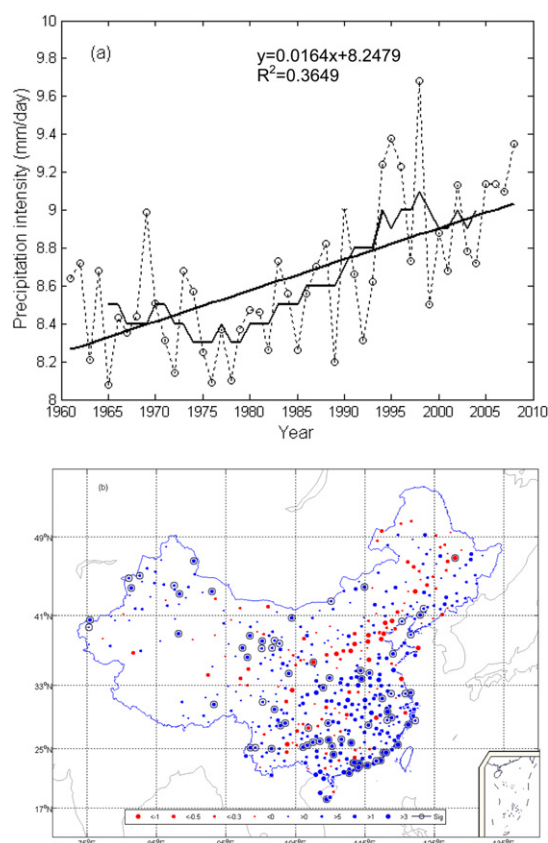 10
9.8
9.6
9.4
9.2
9
8.8
8.6
8.4
8.2
8
(a)
y=0.0164x+8.2479
R²=0.3649
Precipitation intensity (mm/day)
1960 1965 1970 1975 1980 1985 1990 1995 2000 2005 2010
Year
(b)
49°N
41°N
33°N
25°N
17°N
<-1 <-0.5 <-0.3 <0 >0 >5 >1 >3 Sig